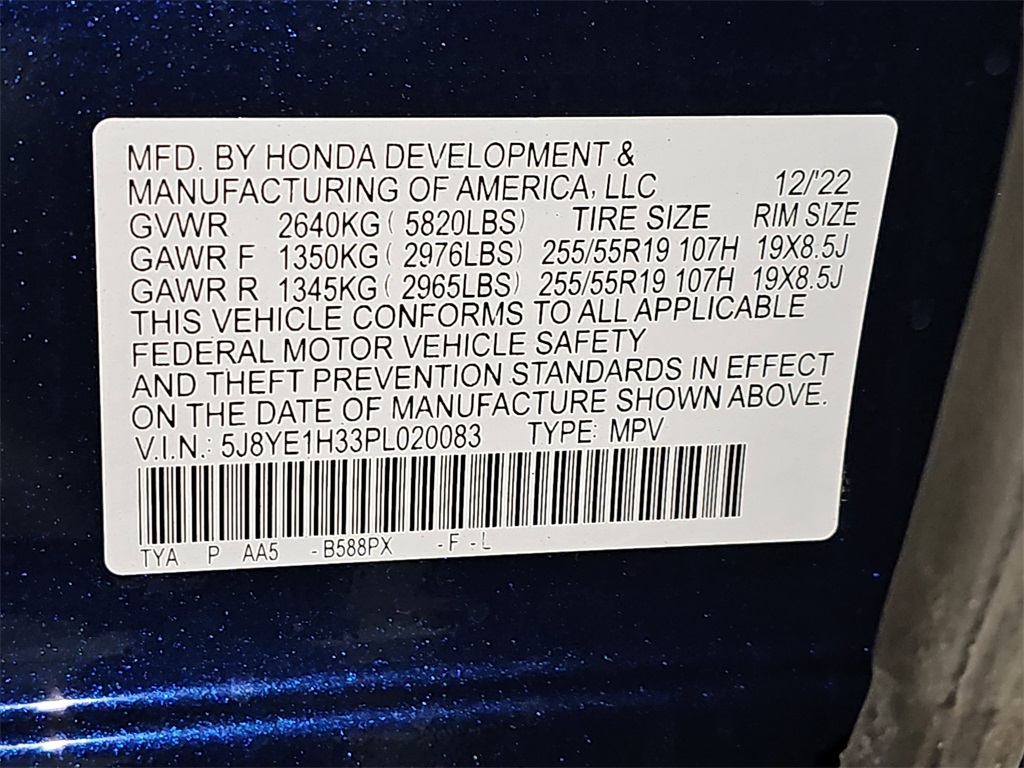 MFD. BY HONDA DEVELOPMENT &
MANUFACTURING OF AMERICA, LLC 12/'22
GVWR 2640KG ( 5820LBS) TIRE SIZE RIM SIZE
GAWR F 1350KG ( 2976LBS) 255/55R19 107H 19X8.5J
GAWR R 1345KG ( 2965LBS) 255/55R19 107H 19X8.5J
THIS VEHICLE CONFORMS TO ALL APPLICABLE
FEDERAL MOTOR VEHICLE SAFETY
AND THEFT PREVENTION STANDARDS IN EFFECT
ON THE DATE OF MANUFACTURE SHOWN ABOVE.
V.I.N.: 5J8YE1H33PL020083 TYPE: MPV
TYA P AA5 -B588PX -F -L